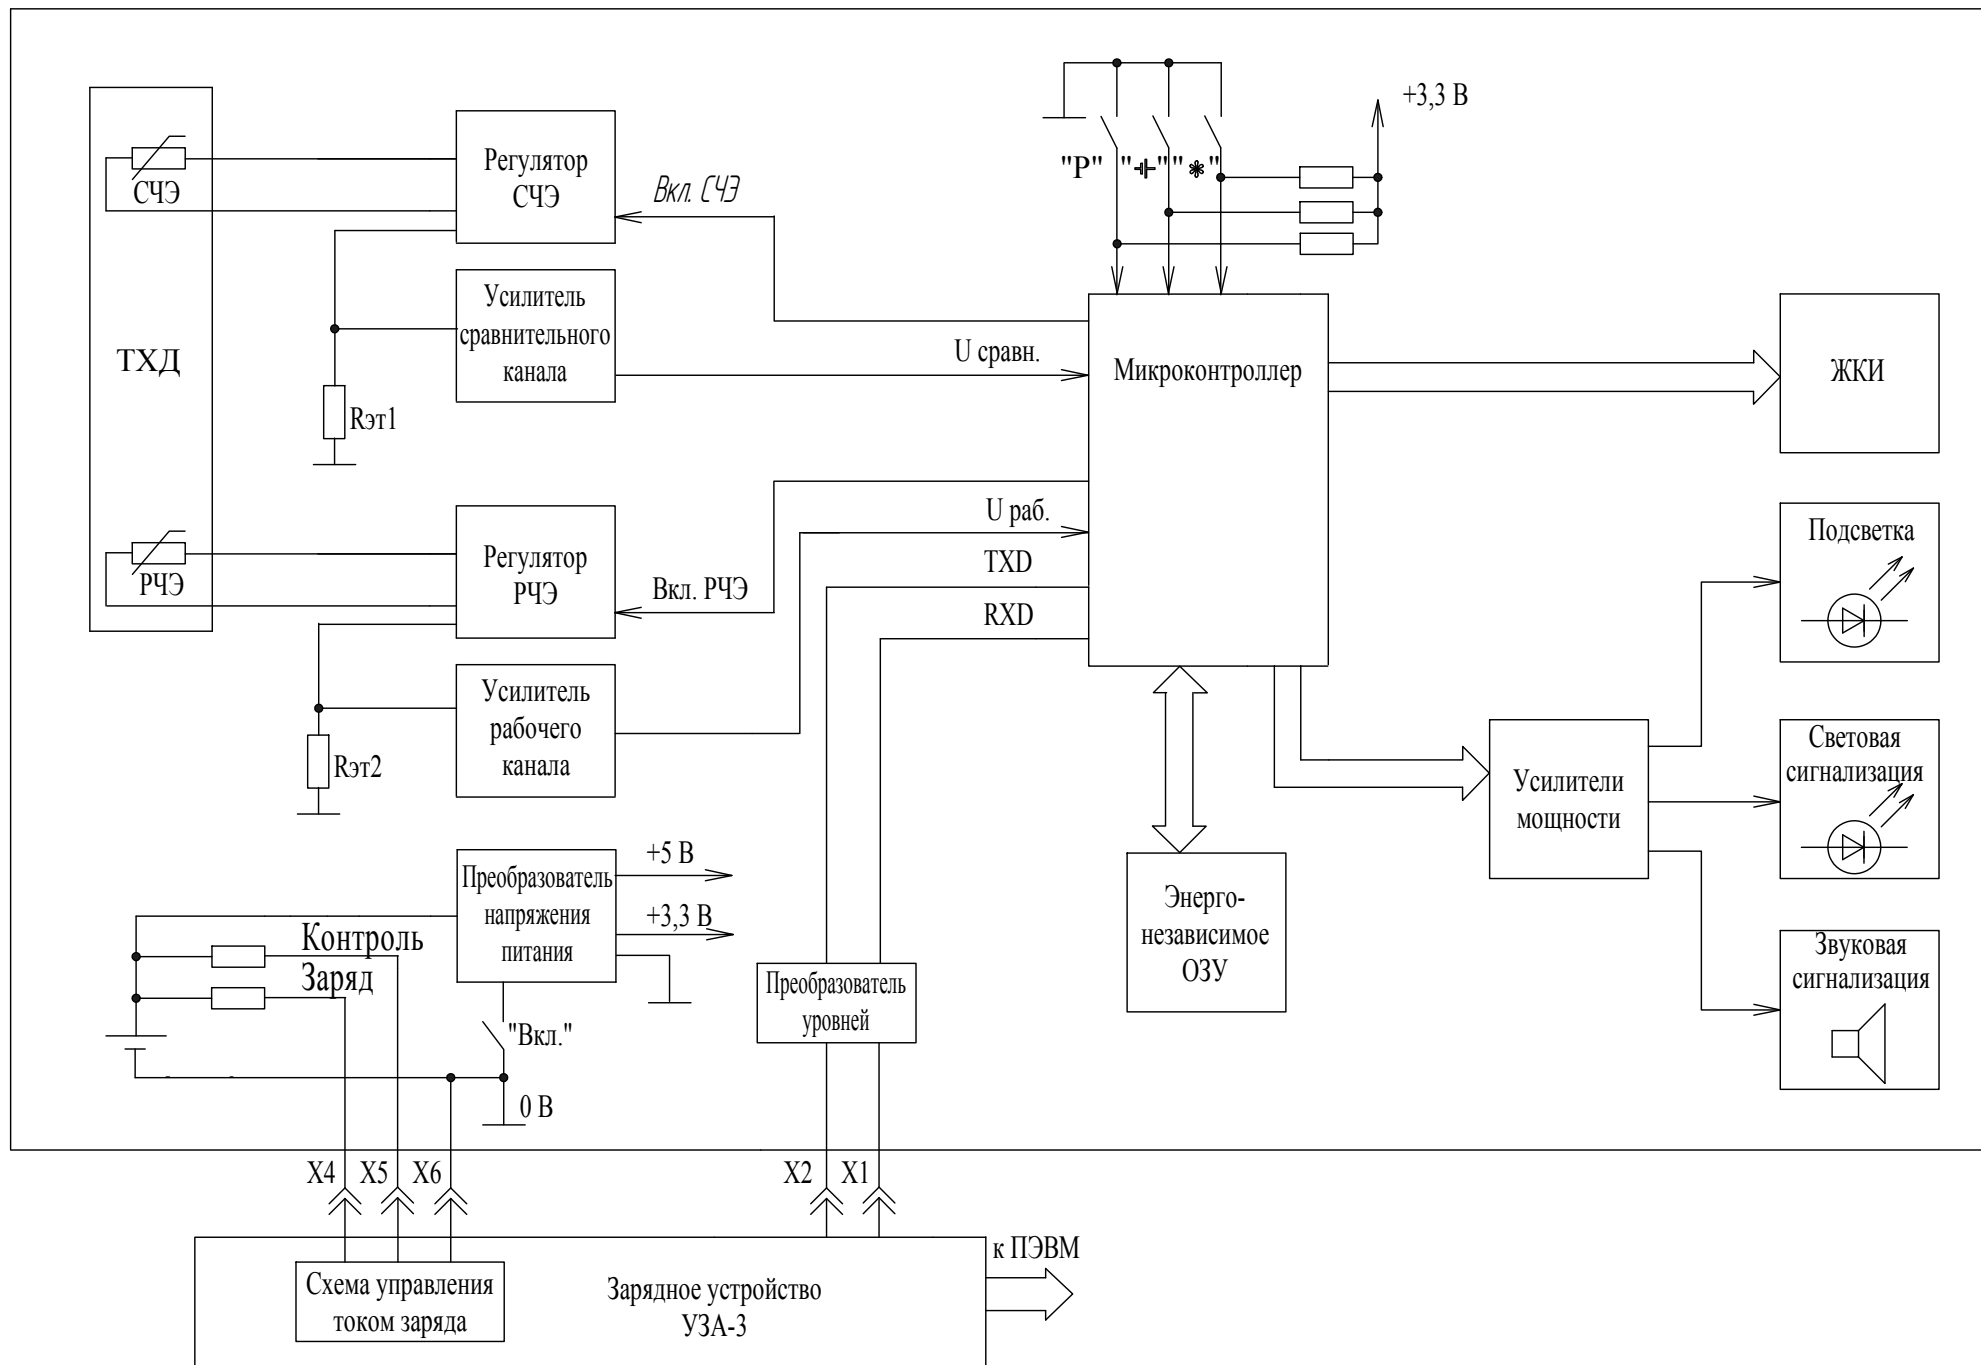 +3,3 В
"Р"
"
"
"
"
СЧЭ
Регулятор
СЧЭ
Вкл. СЧЭ
ТХД
Усилитель
сравнительного
канала
U сравн.
Микроконтроллер
ЖКИ
Rэт1
РЧЭ
Регулятор
РЧЭ
Вкл. РЧЭ
U раб.
TXD
RXD
Подсветка
Усилитель
рабочего
канала
Rэт2
Усилители
мощности
Световая
сигнализация
Звуковая
сигнализация
Энерго-
независимое
ОЗУ
Преобразователь
напряжения
питания
+5 В
+3,3 В
Контроль
Заряд
"Вкл."
0 В
Преобразователь
уровней
X4
X5
X6
X2
X1
Схема управления
током заряда
Зарядное устройство
УЗА-3
к ПЭВМ